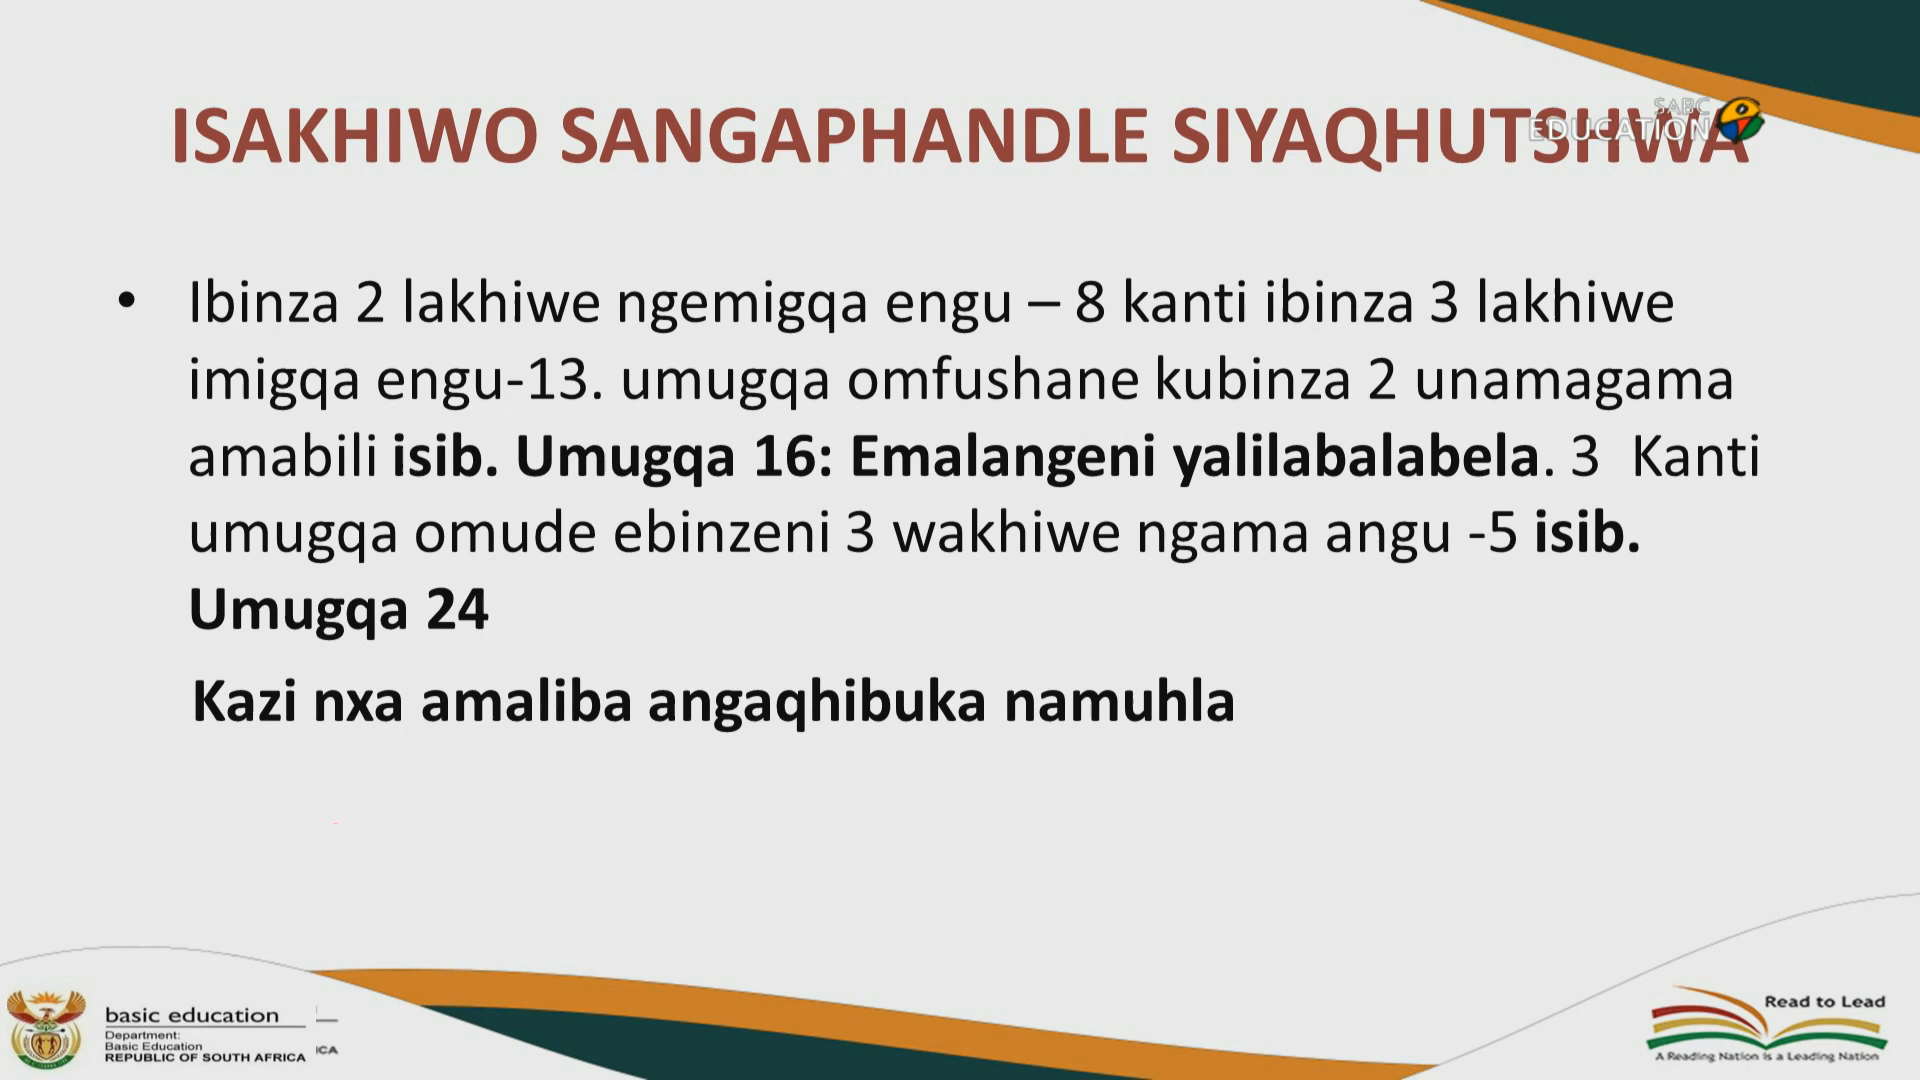 ISAKHIWO SANGAPHANDLE SIYAQHUTSHWA
SABC
EDUCATION
• Ibinza 2 lakhiwe ngemigqa engu – 8 kanti ibinza 3 lakhiwe
imigqa engu-13. umugqa omfushane kubinza 2 unamagama
amabili isib. Umugqa 16: Emalangeni yalilabalabela. 3 Kanti
umugqa omude ebinzeni 3 wakhiwe ngama angu -5 isib.
Umugqa 24
Kazi nxa amaliba angaqhibuka namuhla
basic education
Department:
Basic Education
REPUBLIC OF SOUTH AFRICA
ICA
Read to Lead
A Reading Nation is a Leading Nation